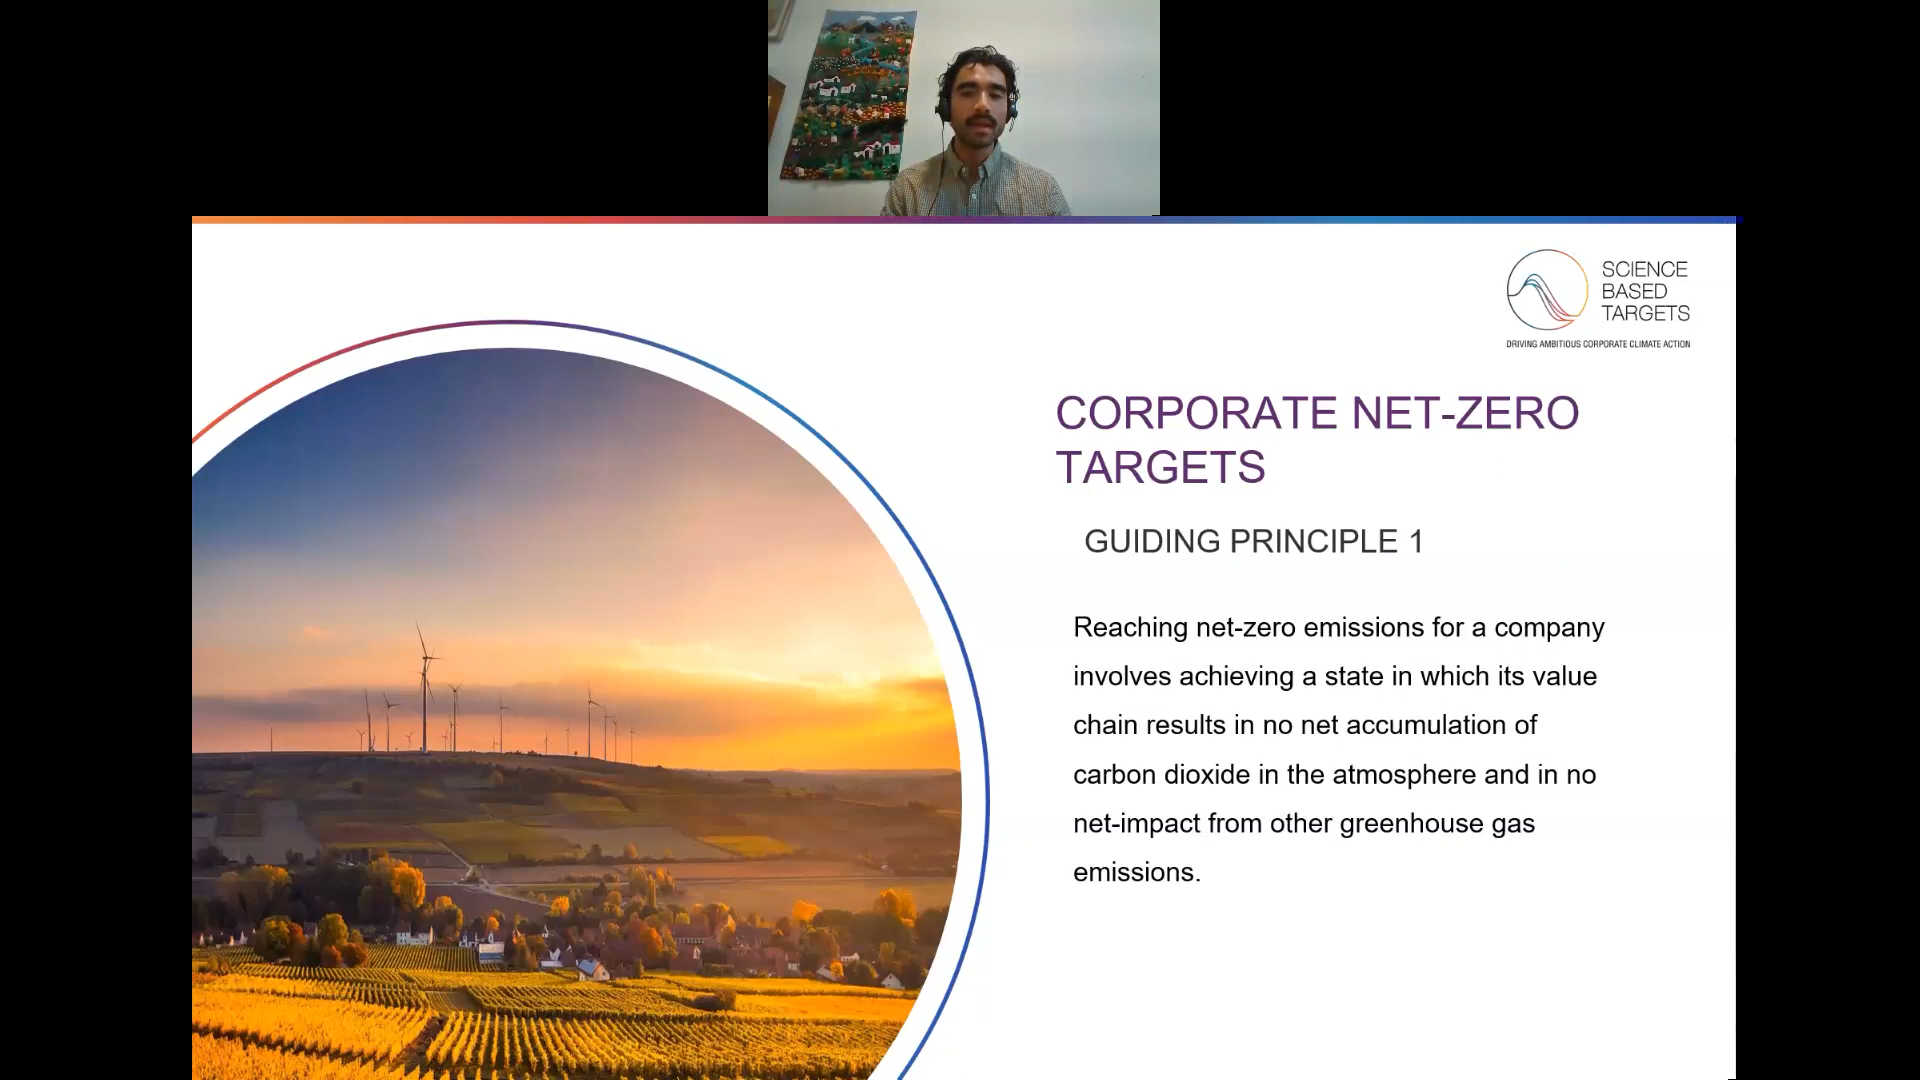 SCIENCE
BASED
TARGETS
DRIVING AMBITIOUS CORPORATE CLIMATE ACTION
CORPORATE NET-ZERO
TARGETS
GUIDING PRINCIPLE 1
Reaching net-zero emissions for a company
involves achieving a state in which its value
chain results in no net accumulation of
carbon dioxide in the atmosphere and in no
net-impact from other greenhouse gas
emissions.